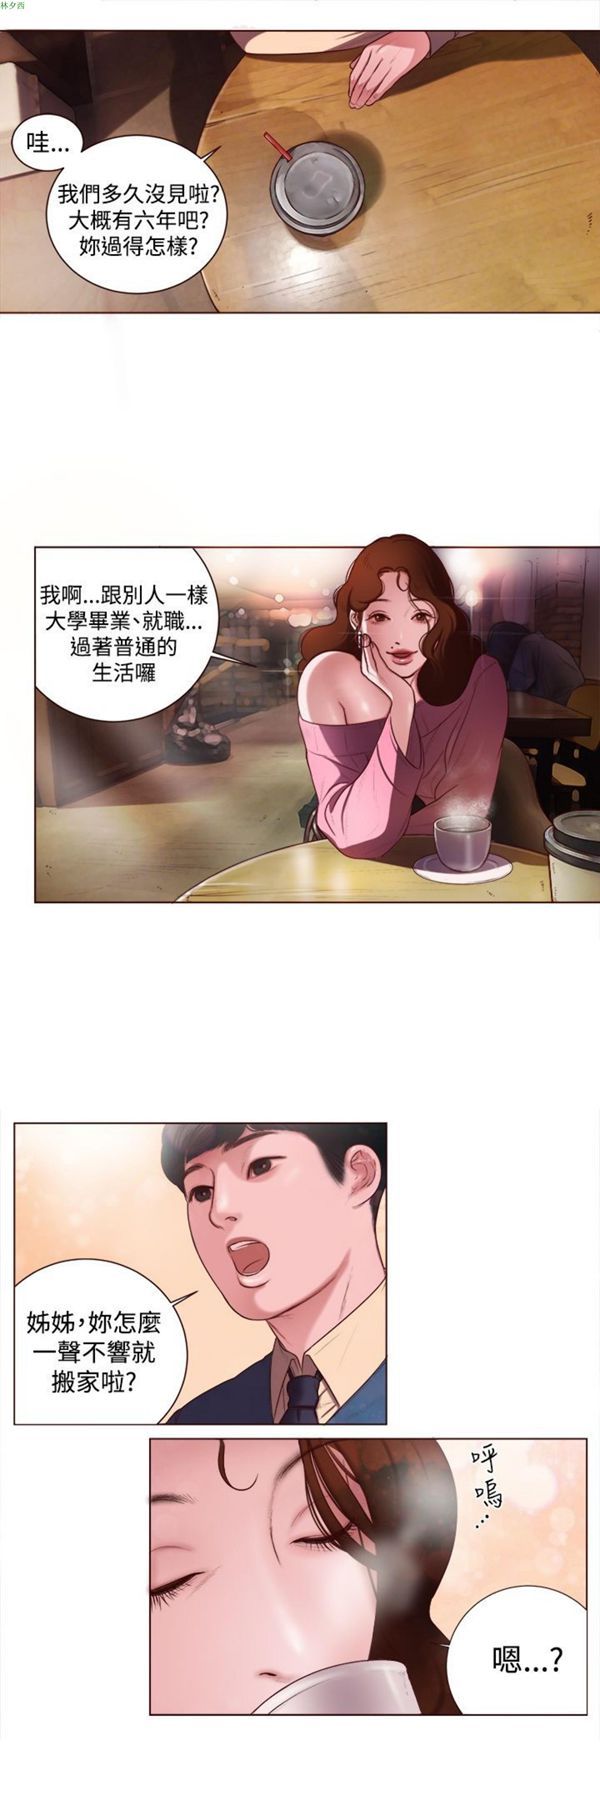 林夕西
哇...
我們多久沒見啦?
大概有六年吧?
妳過得怎樣?
我啊...跟別人一樣
大學畢業、就職...
過著普通的
生活囉
姊姊,妳怎麼
一聲不響就
搬家啦?
呼嗚...
嗯...?